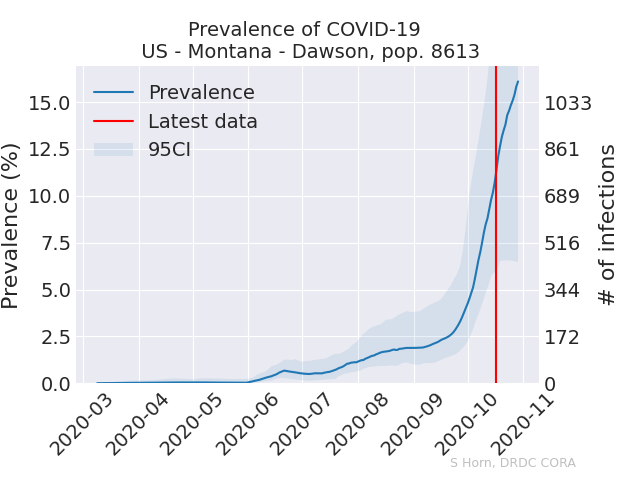 Prevalence of COVID-19
US - Montana - Dawson, pop. 8613
Prevalence
Latest data
95CI
Prevalence (%)
15.0
12.5
10.0
7.5
5.0
2.5
0.0
1033
861
689
516
344
172
0
# of infections
2020-03
2020-04
2020-05
2020-06
2020-07
2020-08
2020-09
2020-10
2020-11
S Horn, DRDC CORA